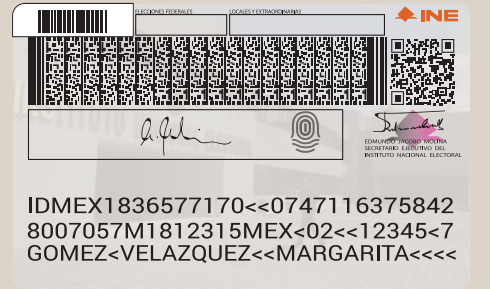 ELECCIONES FEDERALES
LOCALES Y EXTRAORDINARIAS
INE
EDMUNDO JACOBO MOLINA
SECRETARIO EJECUTIVO DEL
INSTITUTO NACIONAL ELECTORAL
IDMEX1836577170<<0747116375842
8007057M1812315MEX<02<<12345<7
GOMEZ<VELAZQUEZ<<MARGARITA<<<<